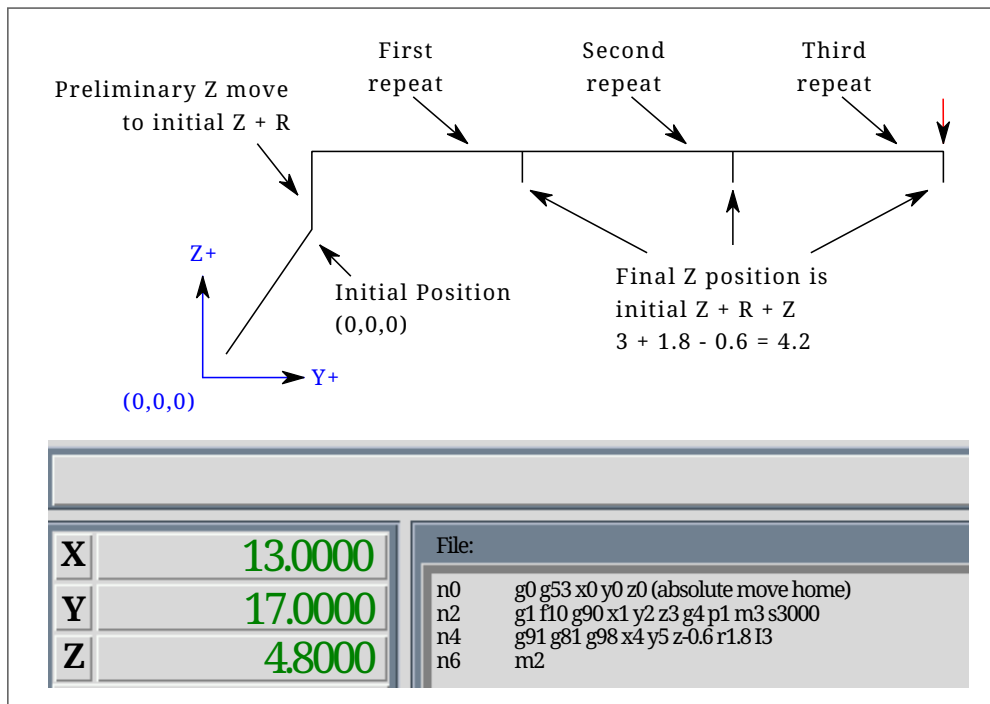 First
repeat
Second
repeat
Third
repeat
Preliminary Z move
to initial Z + R
Z+
Initial Position
(0,0,0)
Final Z position is
initial Z + R + Z
3 + 1.8 - 0.6 = 4.2
Y+
(0,0,0)
X 13.0000
Y 17.0000
Z 4.8000
File:
n0 g0 g53 x0 y0 z0 (absolute move home)
n2 g1 f10 g90 x1 y2 z3 g4 p1 m3 s3000
n4 g91 g81 g98 x4 y5 z-0.6 r1.8 I3
n6 m2